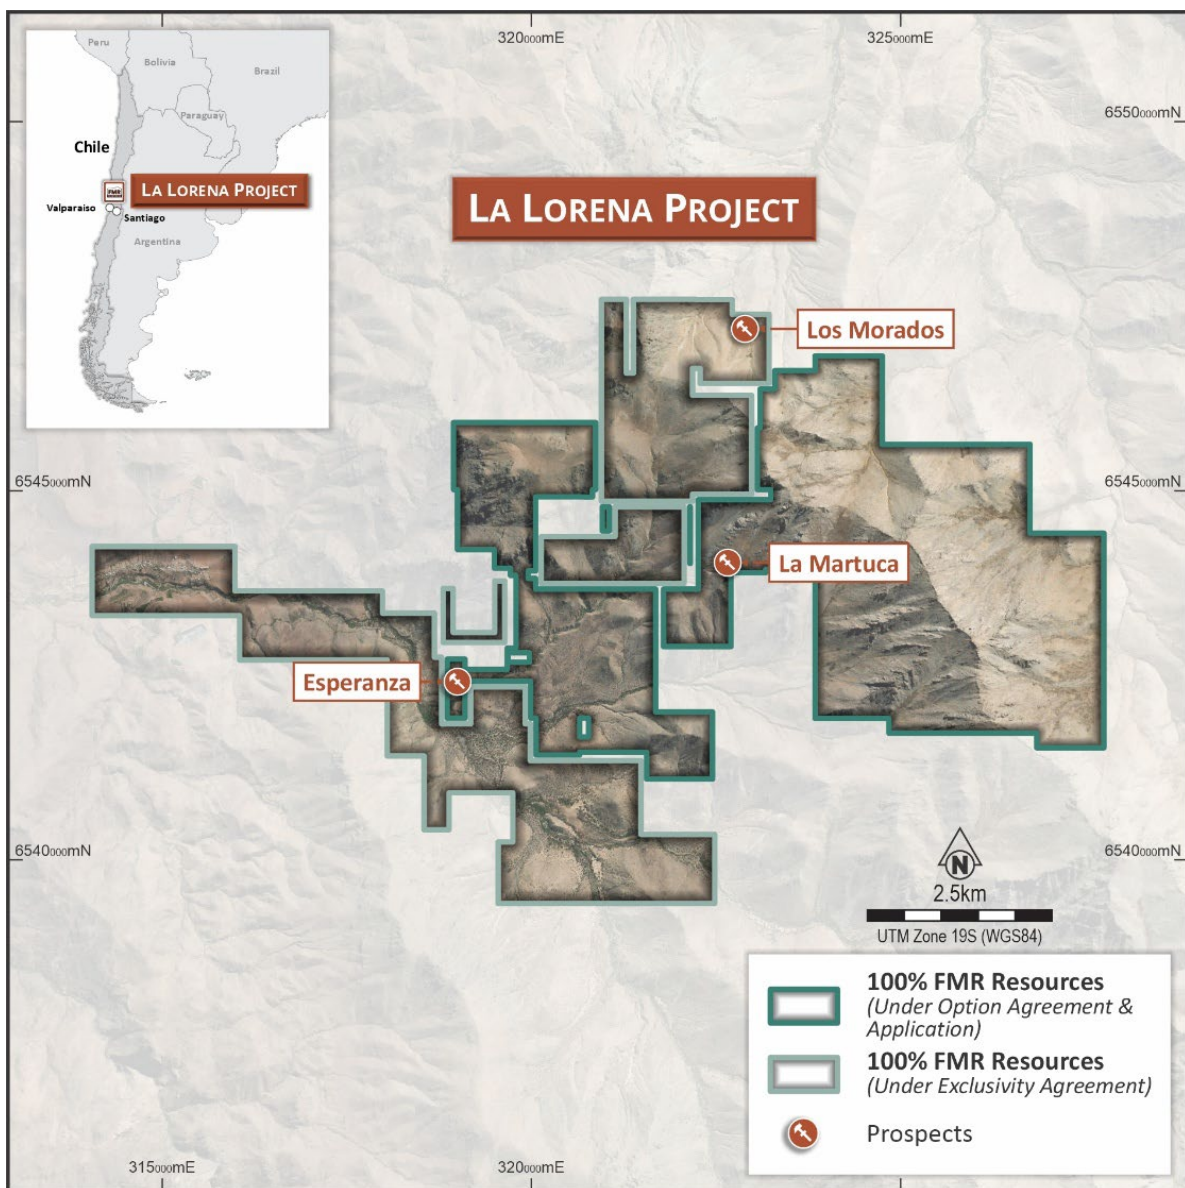 320000mE
325000mE
Peru
Bolivia
Brazil
Paraguay
Chile
FMR
LA LORENA PROJECT
Valparaiso
Santiago
Argentina
6550000mN
LA LORENA PROJECT
Los Morados
6545000mN
6545000mN
La Martuca
Esperanza
6540000mN
6540000mN
N
2.5km
UTM Zone 19S (WGS84)
100% FMR Resources
(Under Option Agreement &
Application)
100% FMR Resources
(Under Exclusivity Agreement)
Prospects
315000mE
320000mE